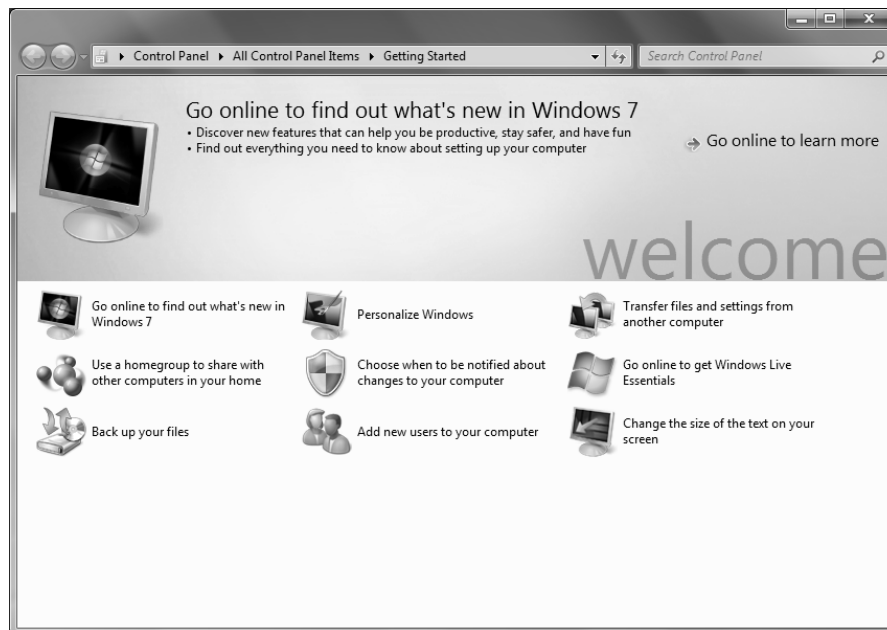 Control Panel ▸ All Control Panel Items ▸ Getting Started
Search Control Panel
Go online to find out what's new in Windows 7
• Discover new features that can help you be productive, stay safer, and have fun
• Find out everything you need to know about setting up your computer
Go online to learn more
welcome
Go online to find out what's new in
Windows 7
Personalize Windows
Transfer files and settings from
another computer
Use a homegroup to share with
other computers in your home
Choose when to be notified about
changes to your computer
Go online to get Windows Live
Essentials
Back up your files
Add new users to your computer
Change the size of the text on your
screen